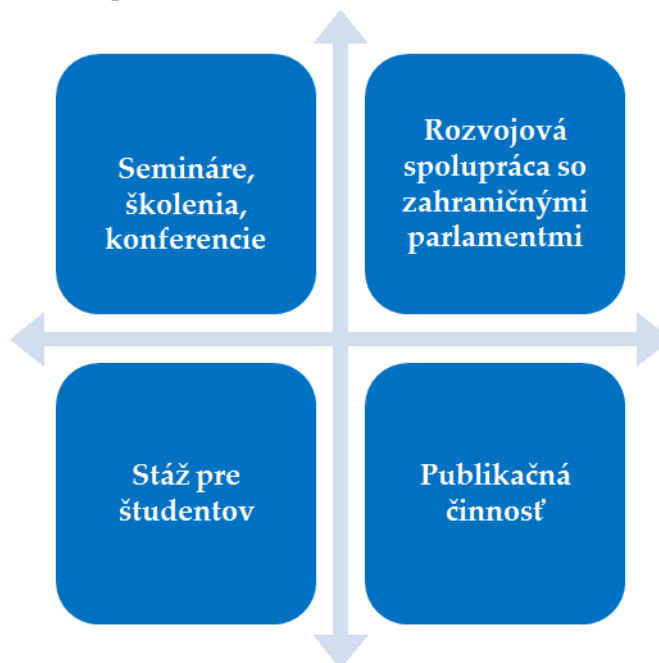 Semináre,
školenia,
konferencie
Rozvojová
spolupráca so
zahraničnými
parlamentmi
Stáž pre
študentov
Publikačná
činnosť